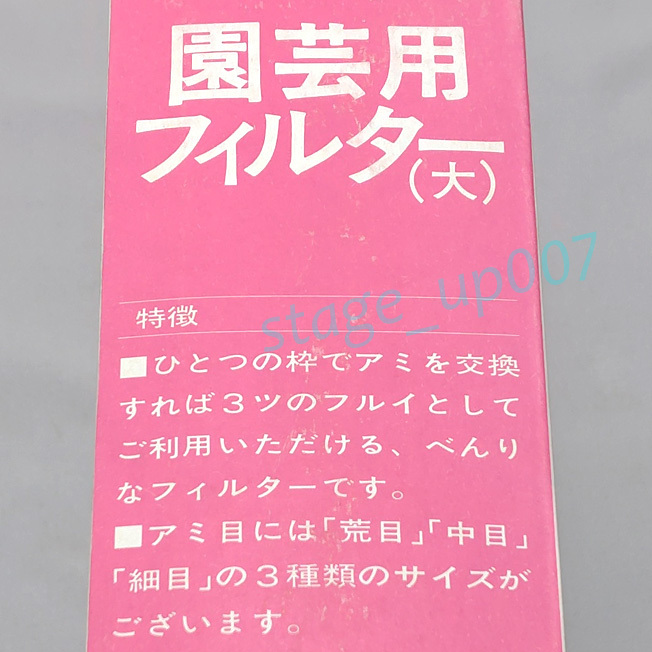 園芸用
フィルター
(大)
stage_up007
特徴
■ひとつの枠でアミを交換
すれば3ツのフルイとして
ご利用いただける、べんり
なフィルターです。
■アミ目には「荒目」「中目」
「細目」の3種類のサイズが
ございます。